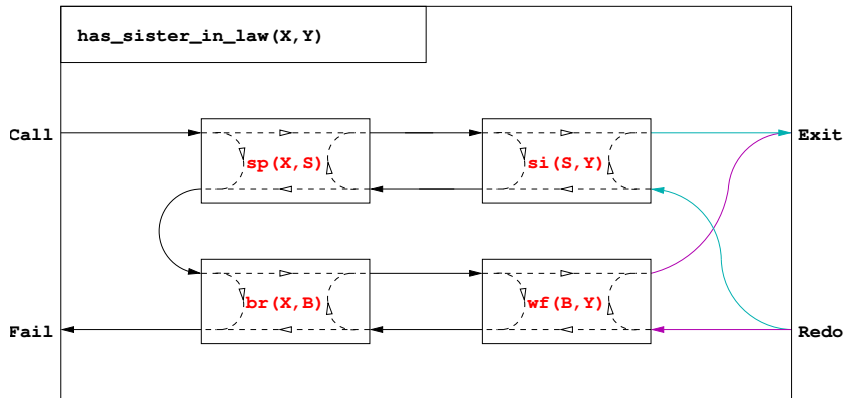 has_sister_in_law(X,Y)
Call
sp(X,S)
si(S,Y)
Exit
br(X,B)
wf(B,Y)
Fail
Redo